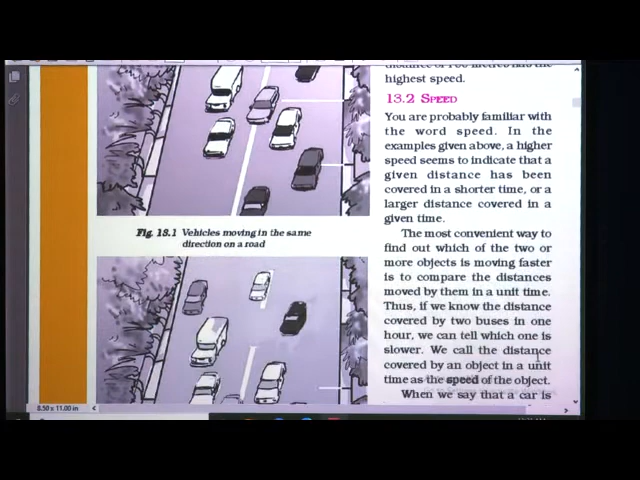 highest speed.
13.2 SPEED
You are probably familiar with
the word speed. In the
examples given above, a higher
speed seems to indicate that a
given distance has been
covered in a shorter time, or a
larger distance covered in a
given time.
The most convenient way to
find out which of the two or
more objects is moving faster
is to compare the distances
moved by them in a unit time.
Thus, if we know the distance
covered by two buses in one
hour, we can tell which one is
slower. We call the distance
covered by an object in a unit
time as the speed of the object.
When we say that a car is
Fig. 13.1 Vehicles moving in the same
direction on a road
8.50 x 11.00 in